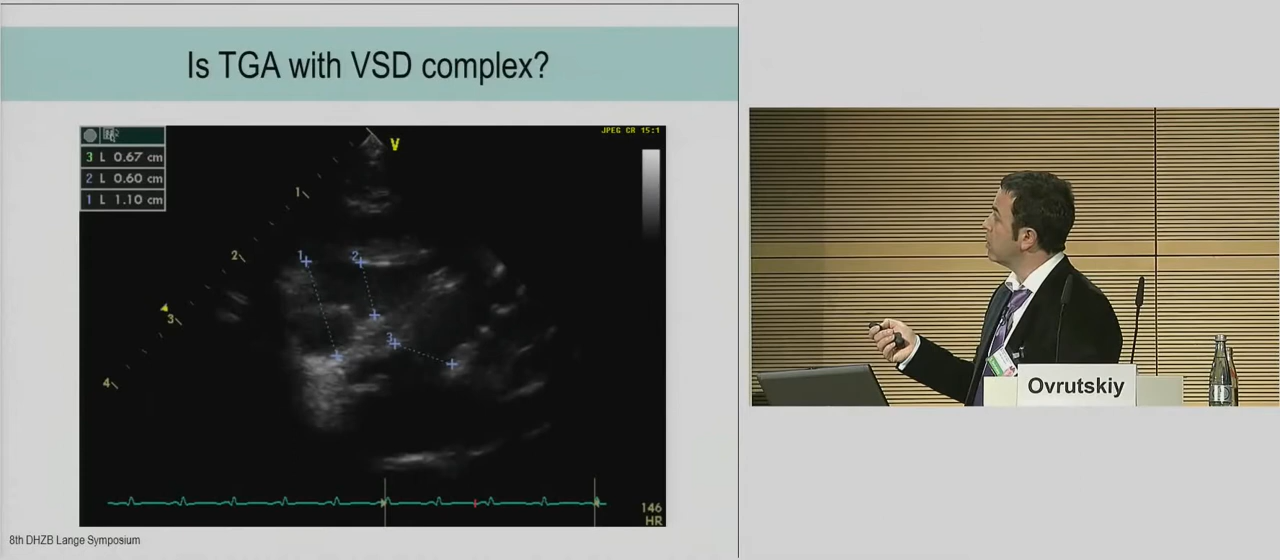 Is TGA with VSD complex?
JPEG CR 15:1
V
3 L 0.67 cm
2 L 0.60 cm
1 L 1.10 cm
1
2
3
4
1
2
3
146
HR
8th DHZB Lange Symposium
Ovrutskiy